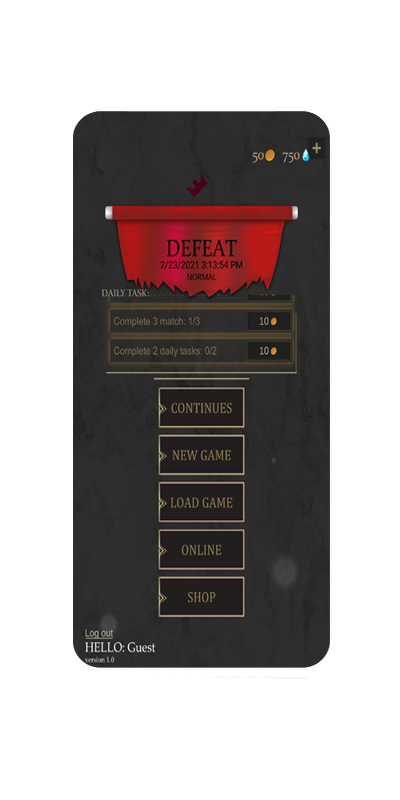 50 750 +
DEFEAT
2/23/2021 3:13:54 PM
NORMAL
DAILY TASK:
Complete 3 match: 1/3 10
Complete 2 daily tasks: 0/2 10
CONTINUES
NEW GAME
LOAD GAME
ONLINE
SHOP
Log out
HELLO: Guest
version 1.0